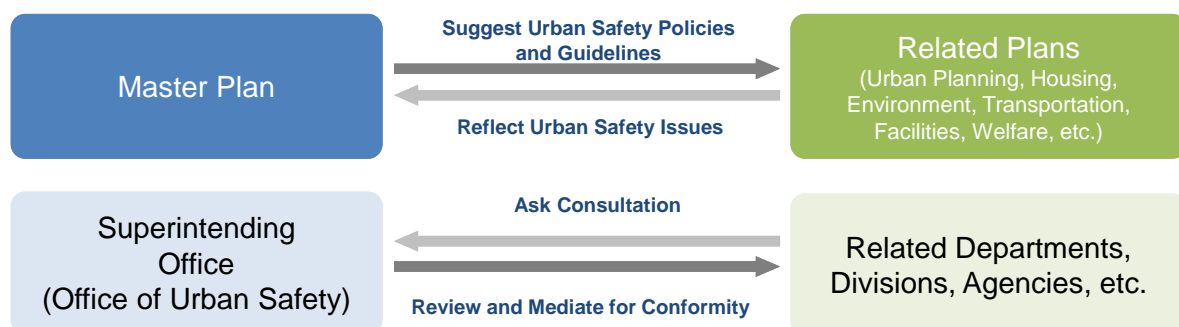 Master Plan
Suggest Urban Safety Policies
and Guidelines
Reflect Urban Safety Issues
Related Plans
(Urban Planning, Housing,
Environment, Transportation,
Facilities, Welfare, etc.)
Superintending
Office
(Office of Urban Safety)
Ask Consultation
Review and Mediate for Conformity
Related Departments,
Divisions, Agencies, etc.